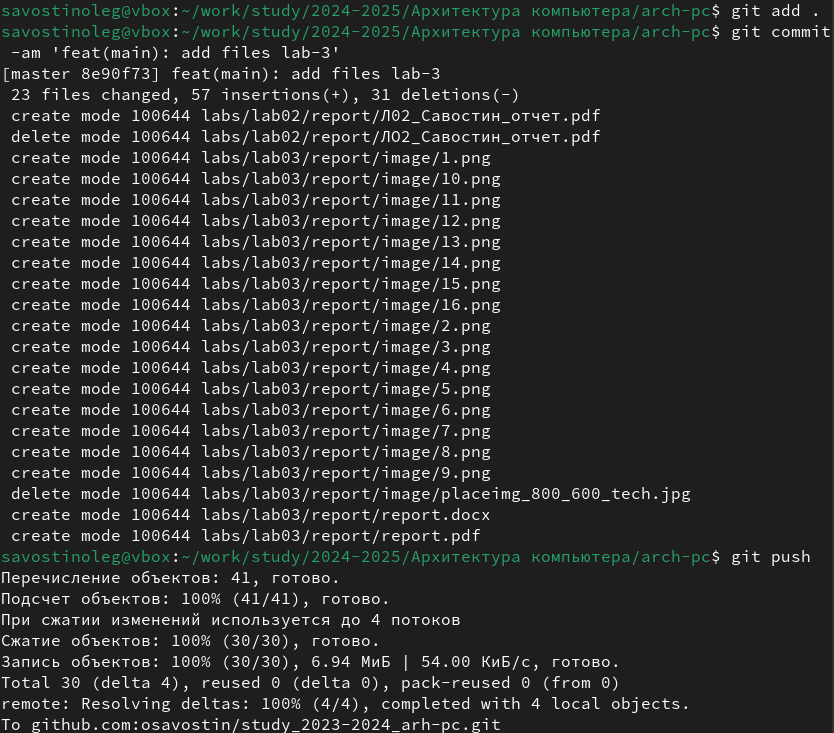 savostinoleg@vbox:~/work/study/2024-2025/Архитектура компьютера/arch-pc$ git add .
savostinoleg@vbox:~/work/study/2024-2025/Архитектура компьютера/arch-pc$ git commit
 -am 'feat(main): add files lab-3'
[master 8e90f73] feat(main): add files lab-3
 23 files changed, 57 insertions(+), 31 deletions(-)
 create mode 100644 labs/lab02/report/Л02_Савостин_отчет.pdf
 delete mode 100644 labs/lab02/report/ЛО2_Савостин_отчет.pdf
 create mode 100644 labs/lab03/report/image/1.png
 create mode 100644 labs/lab03/report/image/10.png
 create mode 100644 labs/lab03/report/image/11.png
 create mode 100644 labs/lab03/report/image/12.png
 create mode 100644 labs/lab03/report/image/13.png
 create mode 100644 labs/lab03/report/image/14.png
 create mode 100644 labs/lab03/report/image/15.png
 create mode 100644 labs/lab03/report/image/16.png
 create mode 100644 labs/lab03/report/image/2.png
 create mode 100644 labs/lab03/report/image/3.png
 create mode 100644 labs/lab03/report/image/4.png
 create mode 100644 labs/lab03/report/image/5.png
 create mode 100644 labs/lab03/report/image/6.png
 create mode 100644 labs/lab03/report/image/7.png
 create mode 100644 labs/lab03/report/image/8.png
 create mode 100644 labs/lab03/report/image/9.png
 delete mode 100644 labs/lab03/report/image/placeimg_800_600_tech.jpg
 create mode 100644 labs/lab03/report/report.docx
 create mode 100644 labs/lab03/report/report.pdf
savostinoleg@vbox:~/work/study/2024-2025/Архитектура компьютера/arch-pc$ git push
Перечисление объектов: 41, готово.
Подсчет объектов: 100% (41/41), готово.
При сжатии изменений используется до 4 потоков
Сжатие объектов: 100% (30/30), готово.
Запись объектов: 100% (30/30), 6.94 МиБ | 54.00 КиБ/с, готово.
Total 30 (delta 4), reused 0 (delta 0), pack-reused 0 (from 0)
remote: Resolving deltas: 100% (4/4), completed with 4 local objects.
To github.com:osavostin/study_2023-2024_arh-pc.git